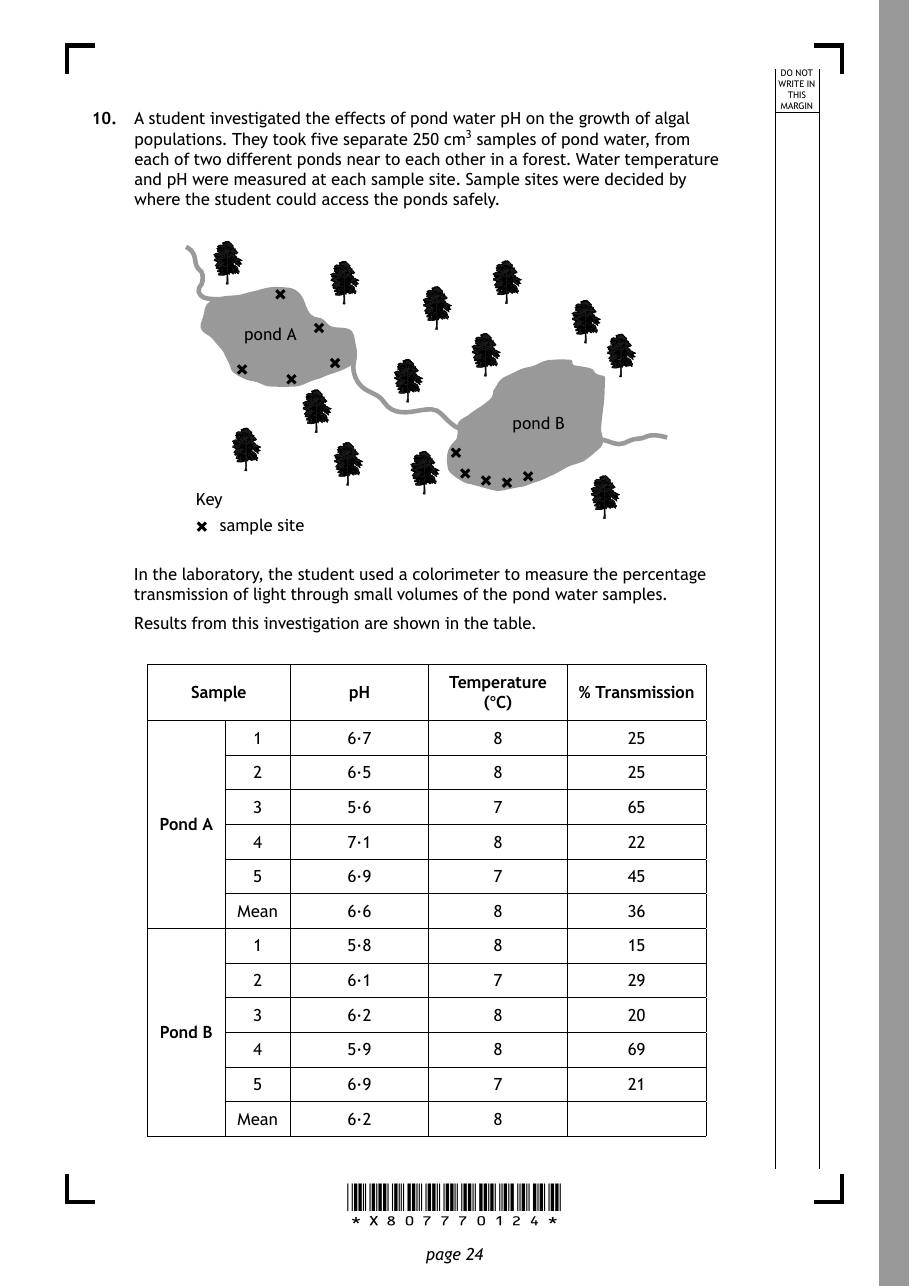 DO NOT
WRITE IN
THIS
MARGIN
10. A student investigated the effects of pond water pH on the growth of algal
populations. They took five separate 250 cm³ samples of pond water, from
each of two different ponds near to each other in a forest. Water temperature
and pH were measured at each sample site. Sample sites were decided by
where the student could access the ponds safely.
pond A
pond B
Key
✖ sample site
In the laboratory, the student used a colorimeter to measure the percentage
transmission of light through small volumes of the pond water samples.
Results from this investigation are shown in the table.
Sample pH Temperature (°C) % Transmission
Pond A
1 6·7 8 25
2 6·5 8 25
3 5·6 7 65
4 7·1 8 22
5 6·9 7 45
Mean 6·6 8 36
Pond B
1 5·8 8 15
2 6·1 7 29
3 6·2 8 20
4 5·9 8 69
5 6·9 7 21
Mean 6·2 8
*X807770124*
page 24